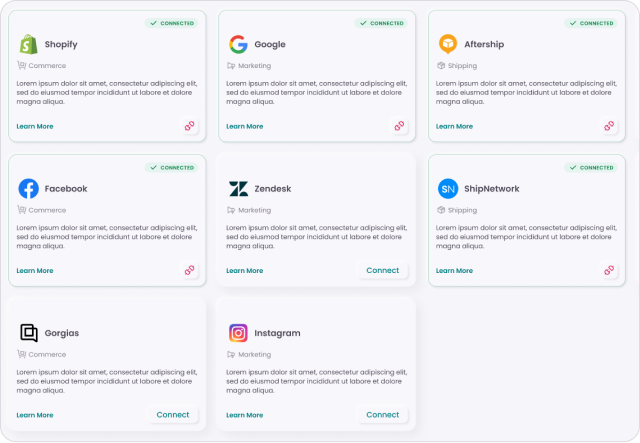 CONNECTED
Shopify
Commerce
Lorem ipsum dolor sit amet, consectetur adipiscing elit,
sed do eiusmod tempor incididunt ut labore et dolore
magna aliqua.
Learn More
CONNECTED
Google
Marketing
Lorem ipsum dolor sit amet, consectetur adipiscing elit,
sed do eiusmod tempor incididunt ut labore et dolore
magna aliqua.
Learn More
CONNECTED
Aftership
Shipping
Lorem ipsum dolor sit amet, consectetur adipiscing elit,
sed do eiusmod tempor incididunt ut labore et dolore
magna aliqua.
Learn More
CONNECTED
Facebook
Commerce
Lorem ipsum dolor sit amet, consectetur adipiscing elit,
sed do eiusmod tempor incididunt ut labore et dolore
magna aliqua.
Learn More
Zendesk
Marketing
Lorem ipsum dolor sit amet, consectetur adipiscing elit,
sed do eiusmod tempor incididunt ut labore et dolore
magna aliqua.
Learn More
Connect
CONNECTED
SN
ShipNetwork
Shipping
Lorem ipsum dolor sit amet, consectetur adipiscing elit,
sed do eiusmod tempor incididunt ut labore et dolore
magna aliqua.
Learn More
Gorgias
Commerce
Lorem ipsum dolor sit amet, consectetur adipiscing elit,
sed do eiusmod tempor incididunt ut labore et dolore
magna aliqua.
Learn More
Connect
Instagram
Marketing
Lorem ipsum dolor sit amet, consectetur adipiscing elit,
sed do eiusmod tempor incididunt ut labore et dolore
magna aliqua.
Learn More
Connect